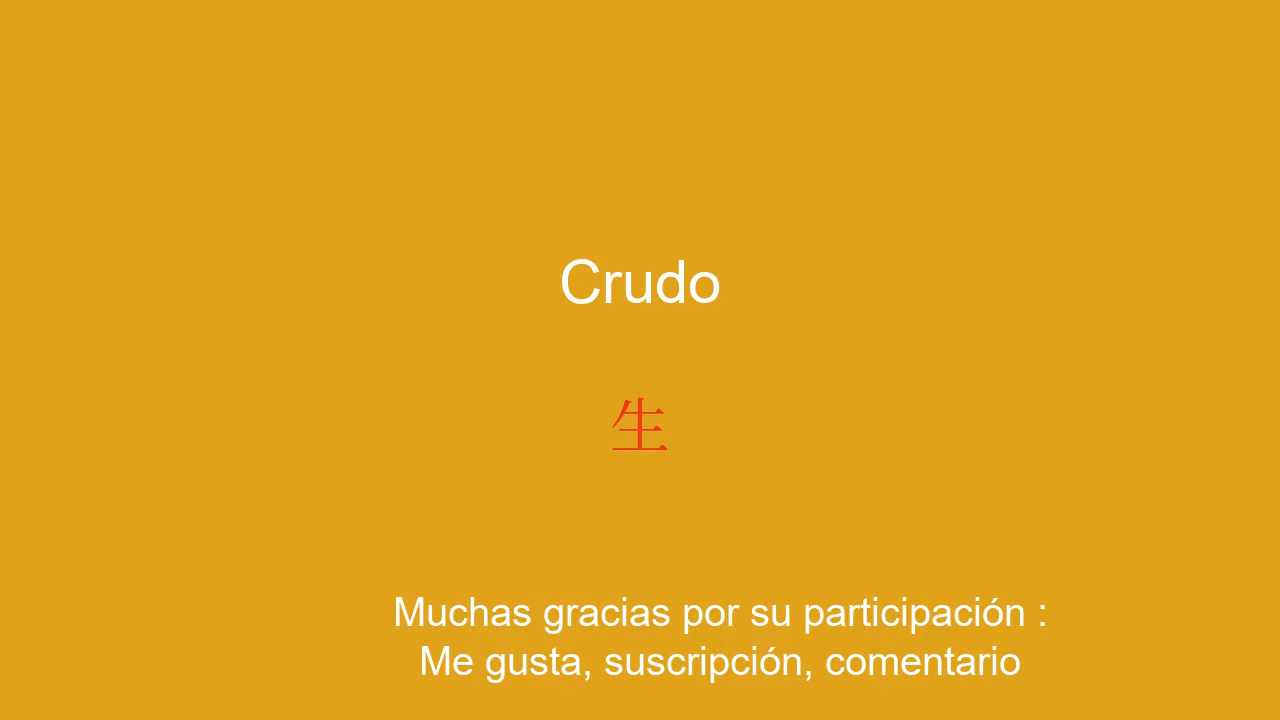 Crudo
生
Muchas gracias por su participación :
Me gusta, suscripción, comentario